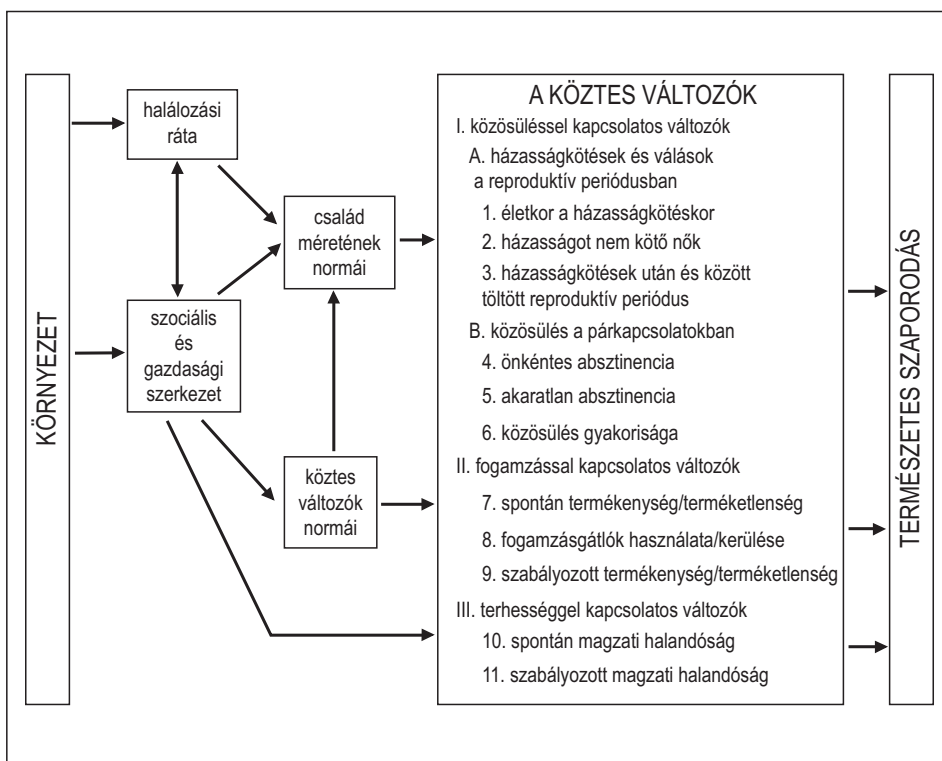 KÖRNYEZET
halálozási
ráta
szociális
és
gazdasági
szerkezet
család
méretének
normái
köztes
változók
normái
A KÖZTES VÁLTOZÓK
I. közösüléssel kapcsolatos változók
A. házasságkötések és válások
a reproduktív periódusban
1. életkor a házasságkötéskor
2. házasságot nem kötő nők
3. házasságkötések után és között
töltött reproduktív periódus
B. közösülés a párkapcsolatokban
4. önkéntes absztinencia
5. akaratlan absztinencia
6. közösülés gyakorisága
II. fogamzással kapcsolatos változók
7. spontán termékenység/terméketlenség
8. fogamzásgátlók használata/kerülése
9. szabályozott termékenység/terméketlenség
III. terhességgel kapcsolatos változók
10. spontán magzati halandóság
11. szabályozott magzati halandóság
TERMÉSZETES SZAPORODÁS